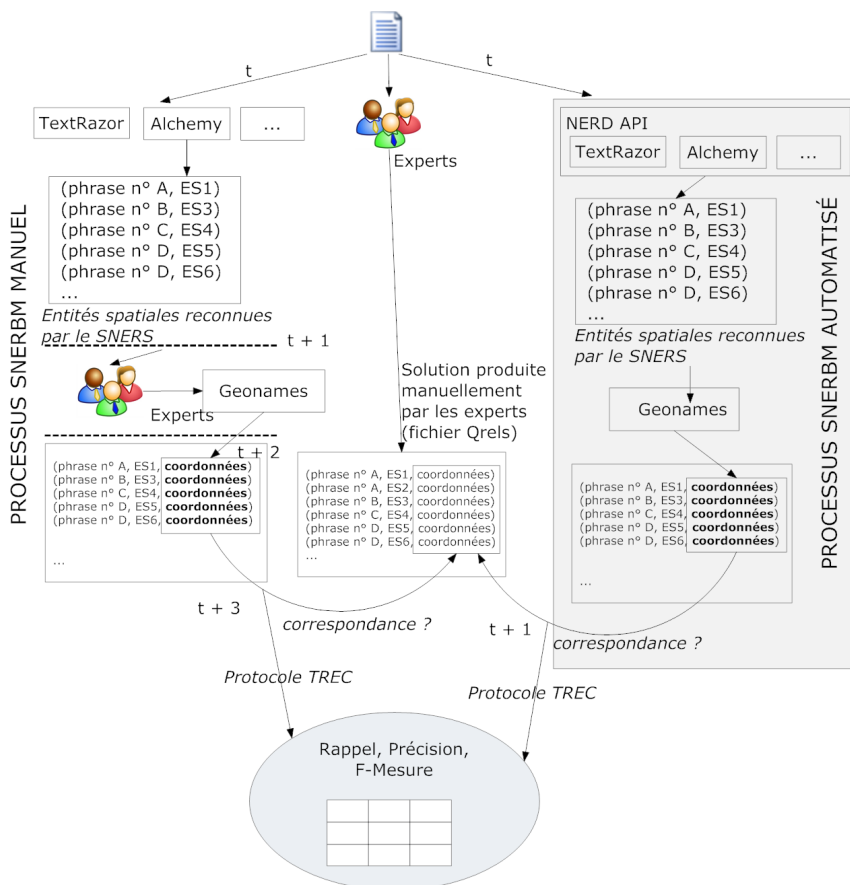 t
t
TextRazor
Alchemy
...
Experts
NERD API
TextRazor
Alchemy
...
PROCESSUS SNERBM MANUEL
(phrase n° A, ES1)
(phrase n° B, ES3)
(phrase n° C, ES4)
(phrase n° D, ES5)
(phrase n° D, ES6)
...
Entités spatiales reconnues
par le SNERS
t + 1
Experts
Geonames
t + 2
(phrase n° A, ES1, coordonnées)
(phrase n° B, ES3, coordonnées)
(phrase n° C, ES4, coordonnées)
(phrase n° D, ES5, coordonnées)
(phrase n° D, ES6, coordonnées)
...
Solution produite
manuellement
par les experts
(fichier Qrels)
(phrase n° A, ES1, coordonnées)
(phrase n° A, ES2, coordonnées)
(phrase n° B, ES3, coordonnées)
(phrase n° C, ES4, coordonnées)
(phrase n° D, ES5, coordonnées)
(phrase n° D, ES6, coordonnées)
...
PROCESSUS SNERBM AUTOMATISÉ
(phrase n° A, ES1)
(phrase n° B, ES3)
(phrase n° C, ES4)
(phrase n° D, ES5)
(phrase n° D, ES6)
...
Entités spatiales reconnues
par le SNERS
Geonames
(phrase n° A, ES1, coordonnées)
(phrase n° B, ES3, coordonnées)
(phrase n° C, ES4, coordonnées)
(phrase n° D, ES5, coordonnées)
(phrase n° D, ES6, coordonnées)
...
t + 3
correspondance ?
t + 1
correspondance ?
Protocole TREC
Protocole TREC
Rappel, Précision,
F-Mesure